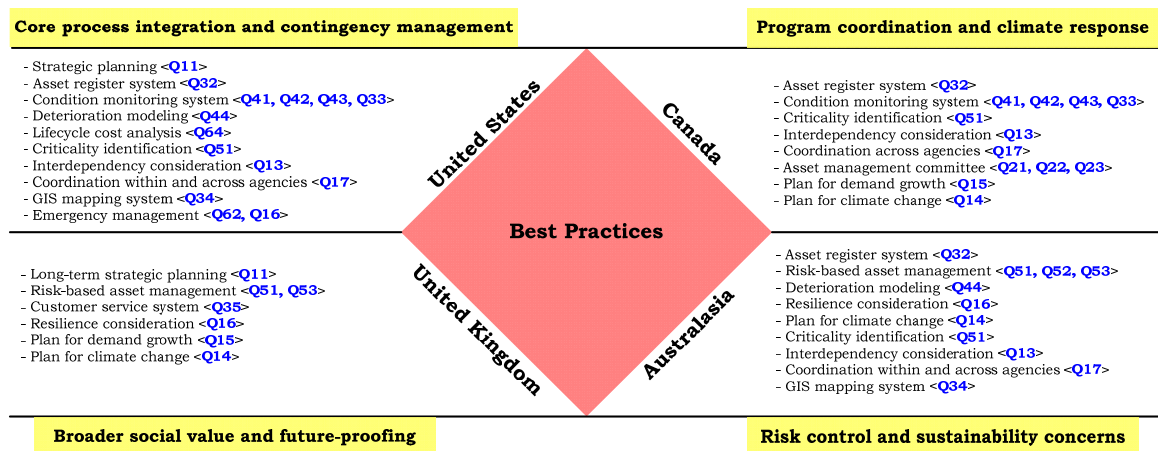 Core process integration and contingency management
- Strategic planning <Q11>
- Asset register system <Q32>
- Condition monitoring system <Q41, Q42, Q43, Q33>
- Deterioration modeling <Q44>
- Lifecycle cost analysis <Q64>
- Criticality identification <Q51>
- Interdependency consideration <Q13>
- Coordination within and across agencies <Q17>
- GIS mapping system <Q34>
- Emergency management <Q62, Q16>
United States
Program coordination and climate response
- Asset register system <Q32>
- Condition monitoring system <Q41, Q42, Q43, Q33>
- Criticality identification <Q51>
- Interdependency consideration <Q13>
- Coordination across agencies <Q17>
- Asset management committee <Q21, Q22, Q23>
- Plan for demand growth <Q15>
- Plan for climate change <Q14>
Canada
Best Practices
- Long-term strategic planning <Q11>
- Risk-based asset management <Q51, Q53>
- Customer service system <Q35>
- Resilience consideration <Q16>
- Plan for demand growth <Q15>
- Plan for climate change <Q14>
United Kingdom
Broader social value and future-proofing
- Asset register system <Q32>
- Risk-based asset management <Q51, Q52, Q53>
- Deterioration modeling <Q44>
- Resilience consideration <Q16>
- Plan for climate change <Q14>
- Criticality identification <Q51>
- Interdependency consideration <Q13>
- Coordination within and across agencies <Q17>
- GIS mapping system <Q34>
Australasia
Risk control and sustainability concerns